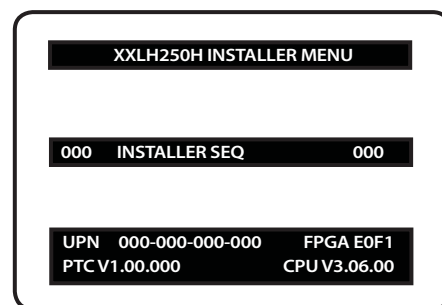 XXLH250H INSTALLER MENU
000 INSTALLER SEQ 000
UPN 000-000-000-000 FPGA E0F1
PTC V1.00.000 CPU V3.06.00